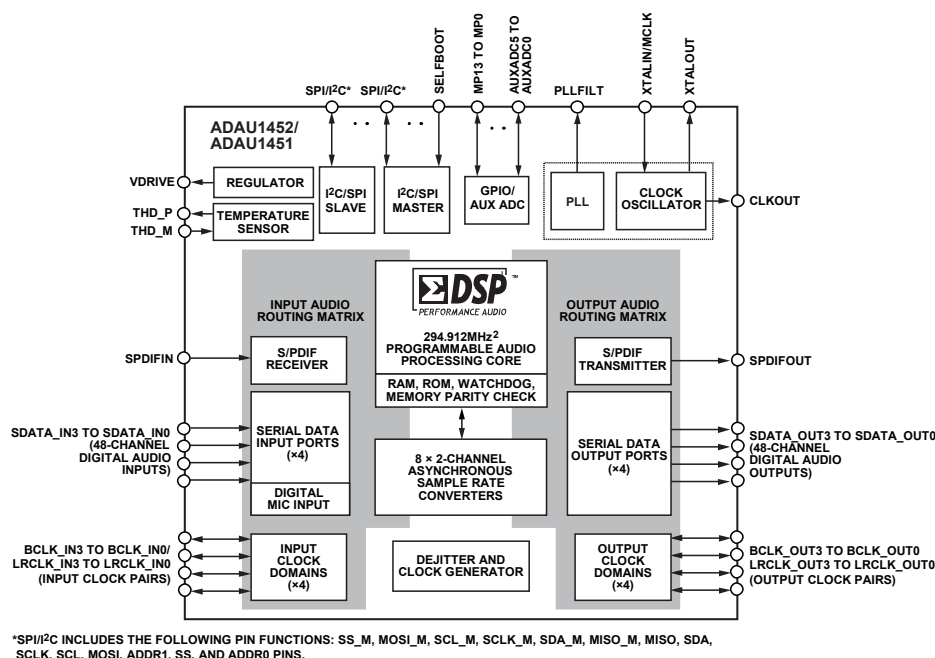 SPI/I²C*
SPI/I²C*
SELFBOOT
MP13 TO MP0
AUXADC5 TO
AUXADC0
PLLFILT
XTALIN/MCLK
XTALOUT
ADAU1452/
ADAU1451
VDRIVE
REGULATOR
THD_P
THD_M
TEMPERATURE
SENSOR
I²C/SPI
SLAVE
I²C/SPI
MASTER
GPIO/
AUX ADC
PLL
CLOCK
OSCILLATOR
CLKOUT
INPUT AUDIO
ROUTING MATRIX
ΣDSP™
PERFORMANCE AUDIO
294.912MHz²
PROGRAMMABLE AUDIO
PROCESSING CORE
RAM, ROM, WATCHDOG,
MEMORY PARITY CHECK
OUTPUT AUDIO
ROUTING MATRIX
SPDIFIN
S/PDIF
RECEIVER
S/PDIF
TRANSMITTER
SPDIFOUT
SDATA_IN3 TO SDATA_IN0
(48-CHANNEL
DIGITAL AUDIO
INPUTS)
SERIAL DATA
INPUT PORTS
(×4)
DIGITAL
MIC INPUT
8 × 2-CHANNEL
ASYNCHRONOUS
SAMPLE RATE
CONVERTERS
SERIAL DATA
OUTPUT PORTS
(×4)
SDATA_OUT3 TO SDATA_OUT0
(48-CHANNEL
DIGITAL AUDIO
OUTPUTS)
BCLK_IN3 TO BCLK_IN0/
LRCLK_IN3 TO LRCLK_IN0
(INPUT CLOCK PAIRS)
INPUT
CLOCK
DOMAINS
(×4)
DEJITTER AND
CLOCK GENERATOR
OUTPUT
CLOCK
DOMAINS
(×4)
BCLK_OUT3 TO BCLK_OUT0
LRCLK_OUT3 TO LRCLK_OUT0
(OUTPUT CLOCK PAIRS)
*SPI/I²C INCLUDES THE FOLLOWING PIN FUNCTIONS: SS_M, MOSI_M, SCL_M, SCLK_M, SDA_M, MISO_M, MISO, SDA,
SCLK, SCL, MOSI, ADDR1, SS, AND ADDR0 PINS.